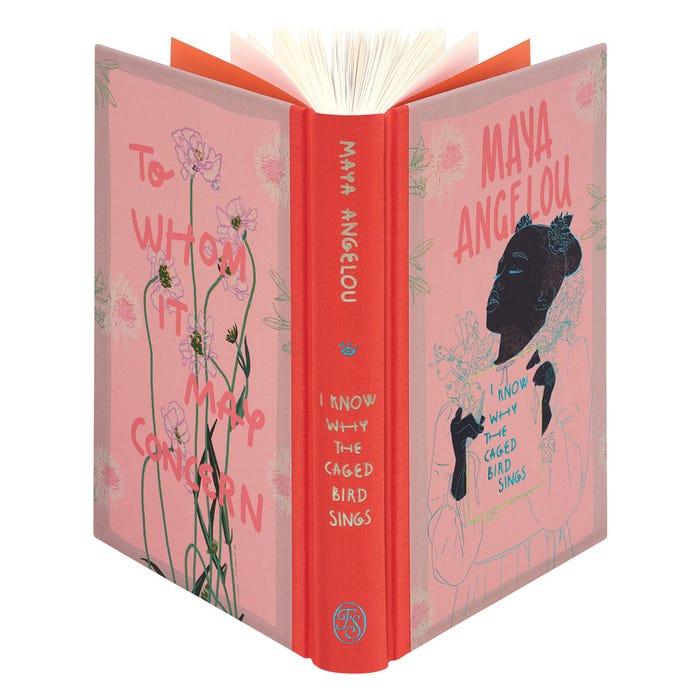 To
WHOM
IT
MAY
CONCERN
MAYA ANGELOU
I KNOW
WHY
THE
CAGED
BIRD
SINGS
FS
MAYA
ANGELOU
I KNOW
WHY
THE
CAGED
BIRD
SINGS